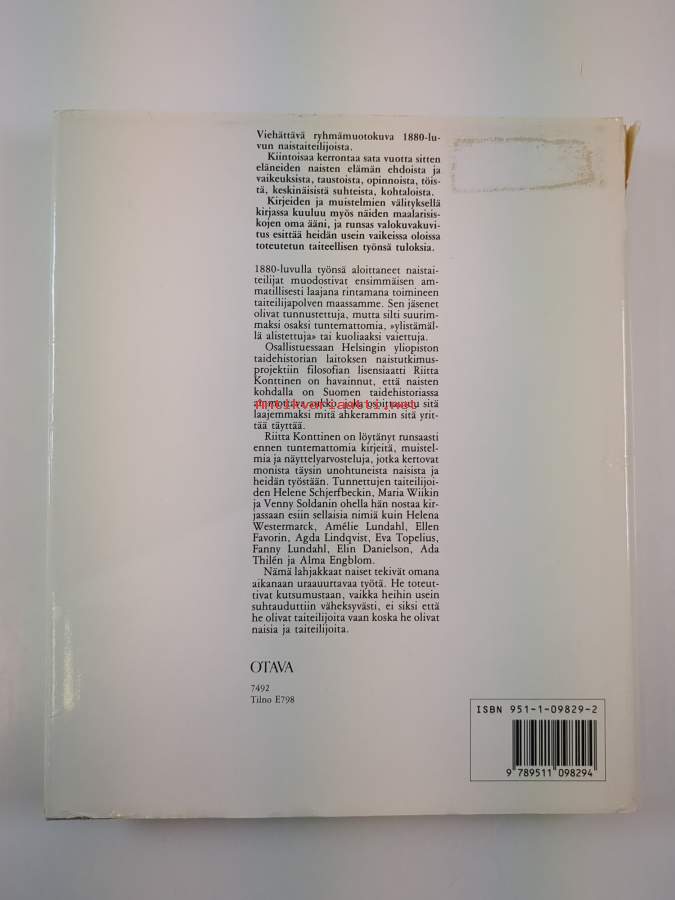 Viehättävä ryhmämuotokuva 1880-lu-
vun naistaiteilijoista.
Kiintoisaa kerrontaa sata vuotta sitten
eläneiden naisten elämän ehdoista ja
vaikeuksista, taustoista, opinnoista, töis-
tä, keskinäisistä suhteista, kohtaloista.
Kirjeiden ja muistelmien välityksellä
kirjassa kuuluu myös näiden maalarisis-
kojen oma ääni, ja runsas valokuvakuvi-
tus esittää heidän usein vaikeissa oloissa
toteutetun taiteellisen työnsä tuloksia.
1880-luvulla työnsä aloittaneet naistai-
teilijat muodostivat ensimmäisen am-
matillisesti laajana rintamana toimineen
taiteilijapolven maassamme. Sen jäsenet
olivat tunnustettuja, mutta silti suurim-
maksi osaksi tuntemattomia, »ylistämäl-
lä alistettuja» tai kuoliaaksi vaiettuja.
Osallistuessaan Helsingin yliopiston
taidehistorian laitoksen naistutkimus-
projektiin filosofian lisensiaatti Riitta
Konttinen on havainnut, että naisten
kohdalla on Suomen taidehistoriassa
ammottava aukko, joka osoittautu sitä
Antikvariaatti.net
laajemmaksi mitä ahkerammin sitä yrit-
tää täyttää.
Riitta Konttinen on löytänyt runsaasti
ennen tuntemattomia kirjeitä, muistel-
mia ja näyttelyarvosteluja, jotka kertovat
monista täysin unohtuneista naisista ja
heidän työstään. Tunnettujen taiteilijoi-
den Helene Schjerfbeckin, Maria Wiikin
ja Venny Soldanin ohella hän nostaa kir-
jassaan esiin sellaisia nimiä kuin Helena
Westermarck, Amélie Lundahl, Ellen
Favorin, Agda Lindqvist, Eva Topelius,
Fanny Lundahl, Elin Danielson, Ada
Thilén ja Alma Engblom.
Nämä lahjakkaat naiset tekivät omana
aikanaan uraauurtavaa työtä. He toteut-
tivat kutsumustaan, vaikka heihin usein
suhtauduttiin väheksyvästi, ei siksi että
he olivat taiteilijoita vaan koska he olivat
naisia ja taiteilijoita.
OTAVA
7492
Tilno E798
ISBN 951-1-09829-2
9 789511 098294